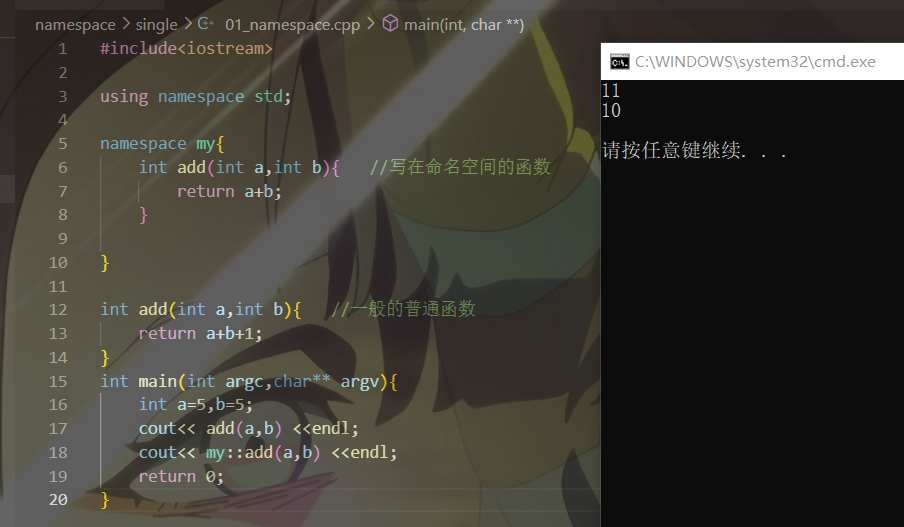 namespace > single > 01_namespace.cpp > main(int, char **)
1 #include<iostream>
2
3 using namespace std;
4
5 namespace my{
6 int add(int a,int b){ //写在命名空间的函数
7 return a+b;
8 }
9
10 }
11
12 int add(int a,int b){ //一般的普通函数
13 return a+b+1;
14 }
15 int main(int argc,char** argv){
16 int a=5,b=5;
17 cout<< add(a,b) <<endl;
18 cout<< my::add(a,b) <<endl;
19 return 0;
20 }
C:\WINDOWS\system32\cmd.exe
11
10
请按任意键继续. . .